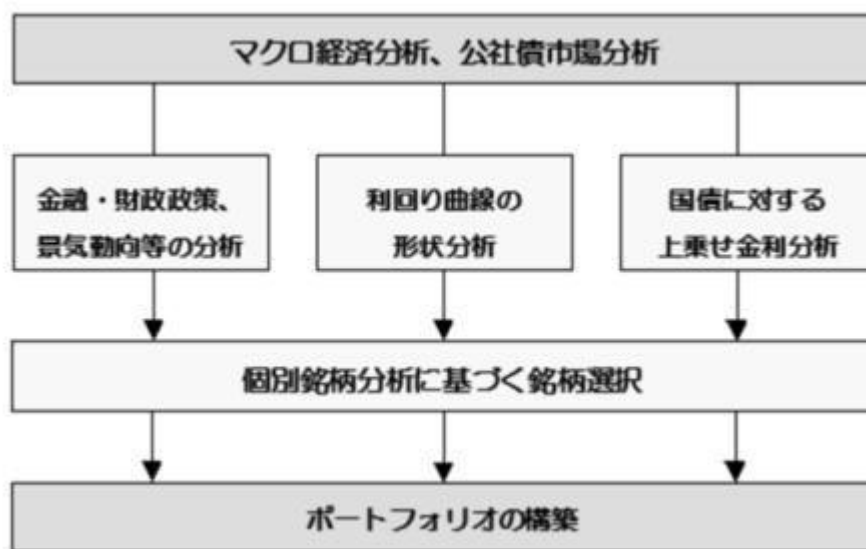 マクロ経済分析、公社債市場分析
金融・財政政策、
景気動向等の分析
利回り曲線の
形状分析
国債に対する
上乗せ金利分析
個別銘柄分析に基づく銘柄選択
ポートフォリオの構築